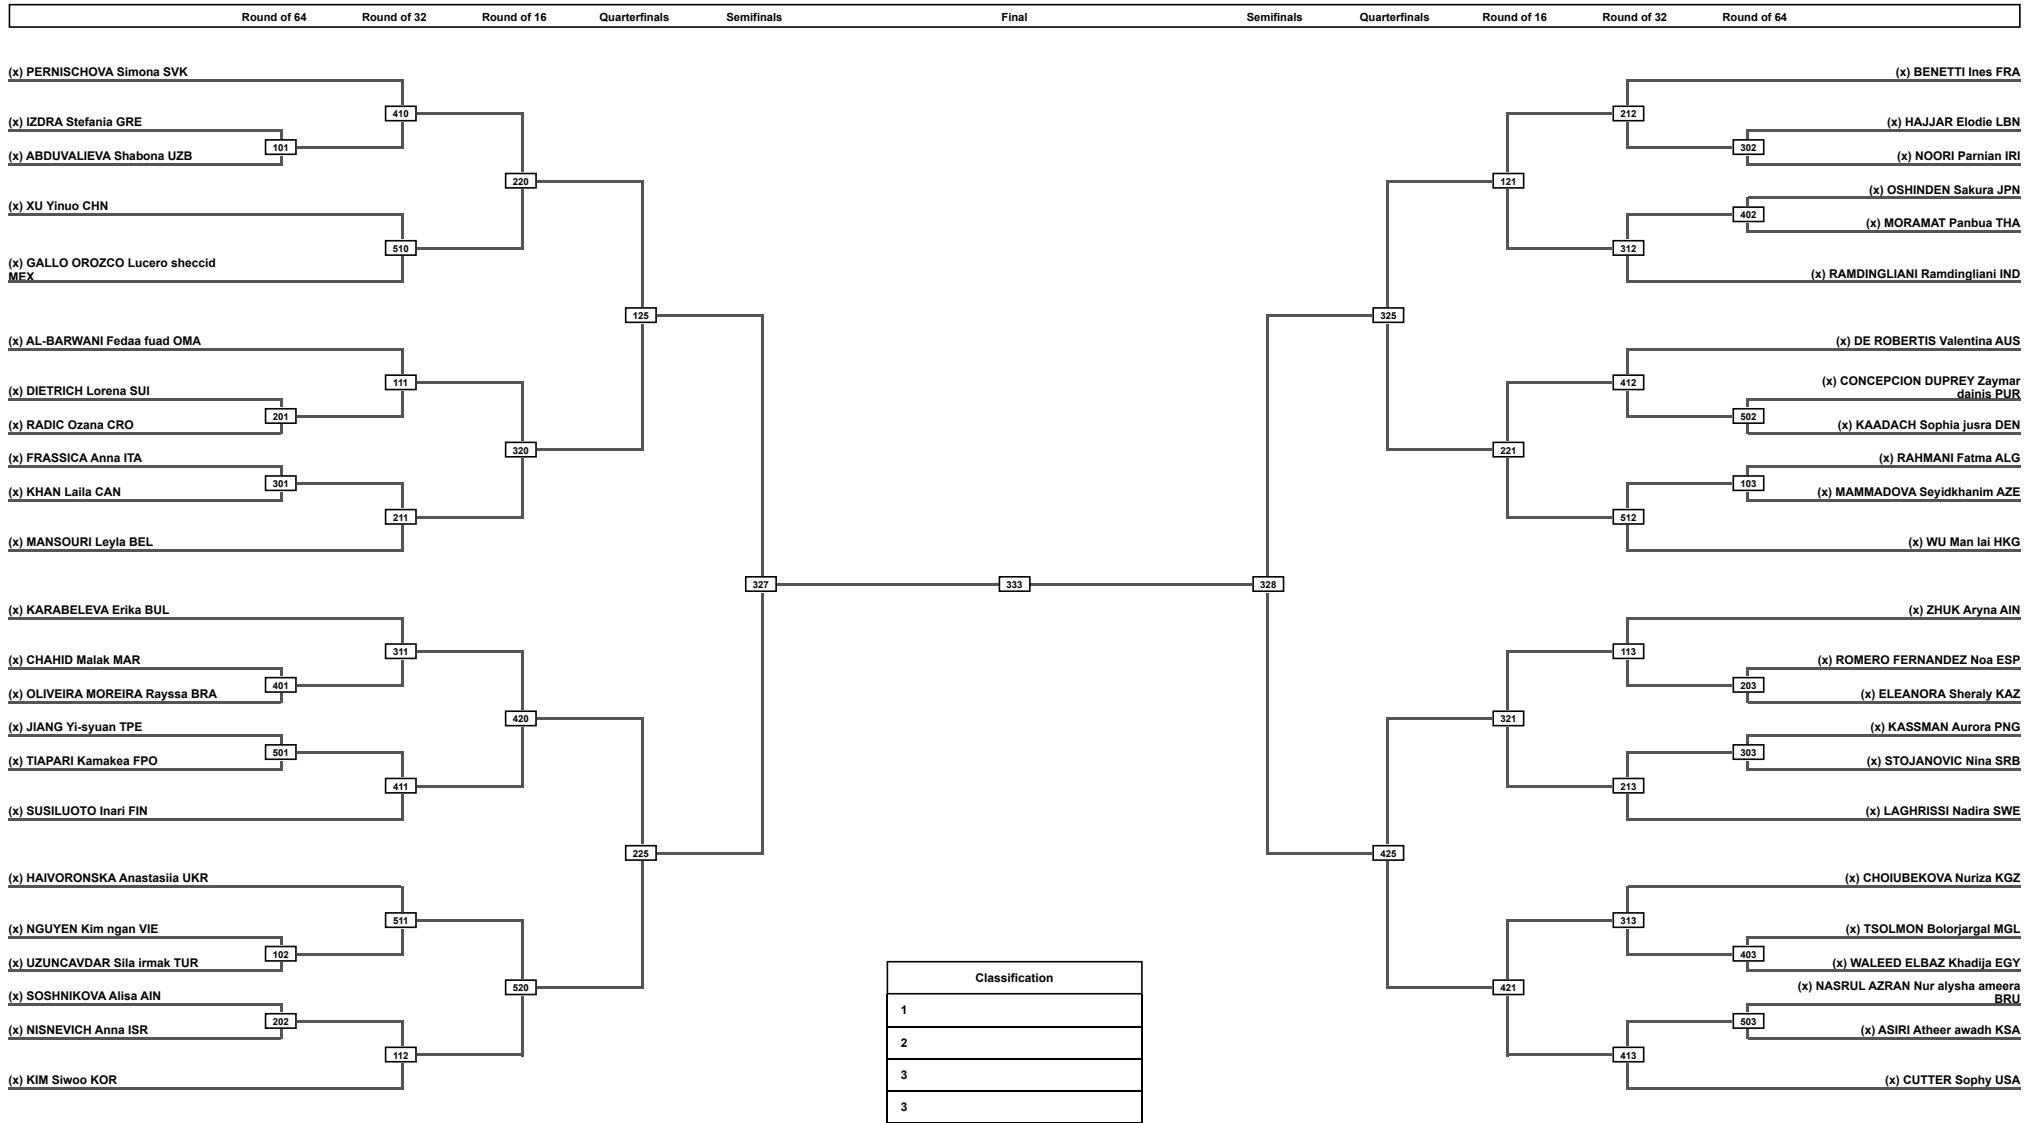 Round of 64 Round of 32 Round of 16 Quarterfinals Semifinals Final Semifinals Quarterfinals Round of 16 Round of 32 Round of 64
(x) PERNISCHOVA Simona SVK
410
(x) IZDRA Stefania GRE
101
(x) ABDUVALIEVA Shabona UZB
220
(x) XU Yinuo CHN
510
(x) GALLO OROZCO Lucero sheccid
MEX
125
(x) AL-BARWANI Fedaa fuad OMA
111
(x) DIETRICH Lorena SUI
201
(x) RADIC Ozana CRO
320
(x) FRASSICA Anna ITA
301
(x) KHAN Laila CAN
211
(x) MANSOURI Leyla BEL
327
333
328
(x) KARABELEVA Erika BUL
311
(x) CHAHID Malak MAR
401
(x) OLIVEIRA MOREIRA Rayssa BRA
420
(x) JIANG Yi-syuan TPE
501
(x) TIAPARI Kamakea FPO
411
(x) SUSILUOTO Inari FIN
225
(x) HAIVORONSKA Anastasiia UKR
511
(x) NGUYEN Kim ngan VIE
102
(x) UZUNCAVDAR Sila irmak TUR
520
(x) SOSHNIKOVA Alisa AIN
202
(x) NISNEVICH Anna ISR
112
(x) KIM Siwoo KOR
(x) BENETTI Ines FRA
212
(x) HAJJAR Elodie LBN
302
(x) NOORI Parnian IRI
121
(x) OSHINDEN Sakura JPN
402
(x) MORAMAT Panbua THA
312
(x) RAMDINGLIANI Ramdingliani IND
325
(x) DE ROBERTIS Valentina AUS
412
(x) CONCEPCION DUPREY Zaymar
dainis PUR
502
(x) KAADACH Sophia jusra DEN
221
(x) RAHMANI Fatma ALG
103
(x) MAMMADOVA Seyidkhanim AZE
512
(x) WU Man lai HKG
(x) ZHUK Aryna AIN
113
(x) ROMERO FERNANDEZ Noa ESP
203
(x) ELEANORA Sheraly KAZ
321
(x) KASSMAN Aurora PNG
303
(x) STOJANOVIC Nina SRB
213
(x) LAGHRISSI Nadira SWE
425
(x) CHOIUBEKOVA Nuriza KGZ
313
(x) TSOLMON Bolorjargal MGL
403
(x) WALEED ELBAZ Khadija EGY
421
(x) NASRUL AZRAN Nur alysha ameera
BRU
503
(x) ASIRI Atheer awadh KSA
413
(x) CUTTER Sophy USA
Classification
1
2
3
3